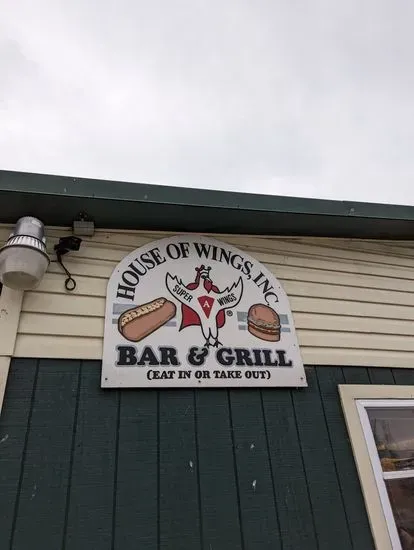 HOUSE OF WINGS, INC.
SUPER A WINGS
®
BAR & GRILL
(EAT IN OR TAKE OUT)